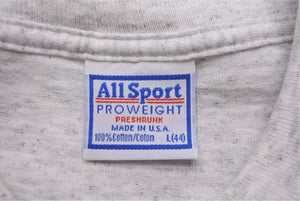 All Sport
PROWEIGHT
PRESHRUNK
MADE IN U.S.A.
100% Cotton/Coton L(44)